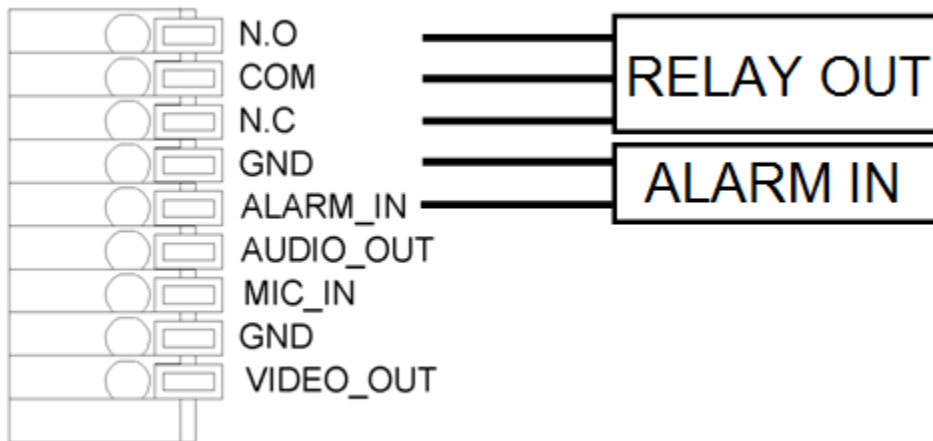 N.O
COM
N.C
GND
ALARM_IN
AUDIO_OUT
MIC_IN
GND
VIDEO_OUT
RELAY OUT
ALARM IN